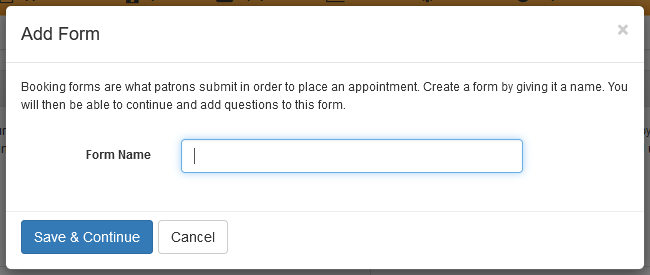 Add Form
×
Booking forms are what patrons submit in order to place an appointment. Create a form by giving it a name. You
will then be able to continue and add questions to this form.
Form Name
Save & Continue
Cancel